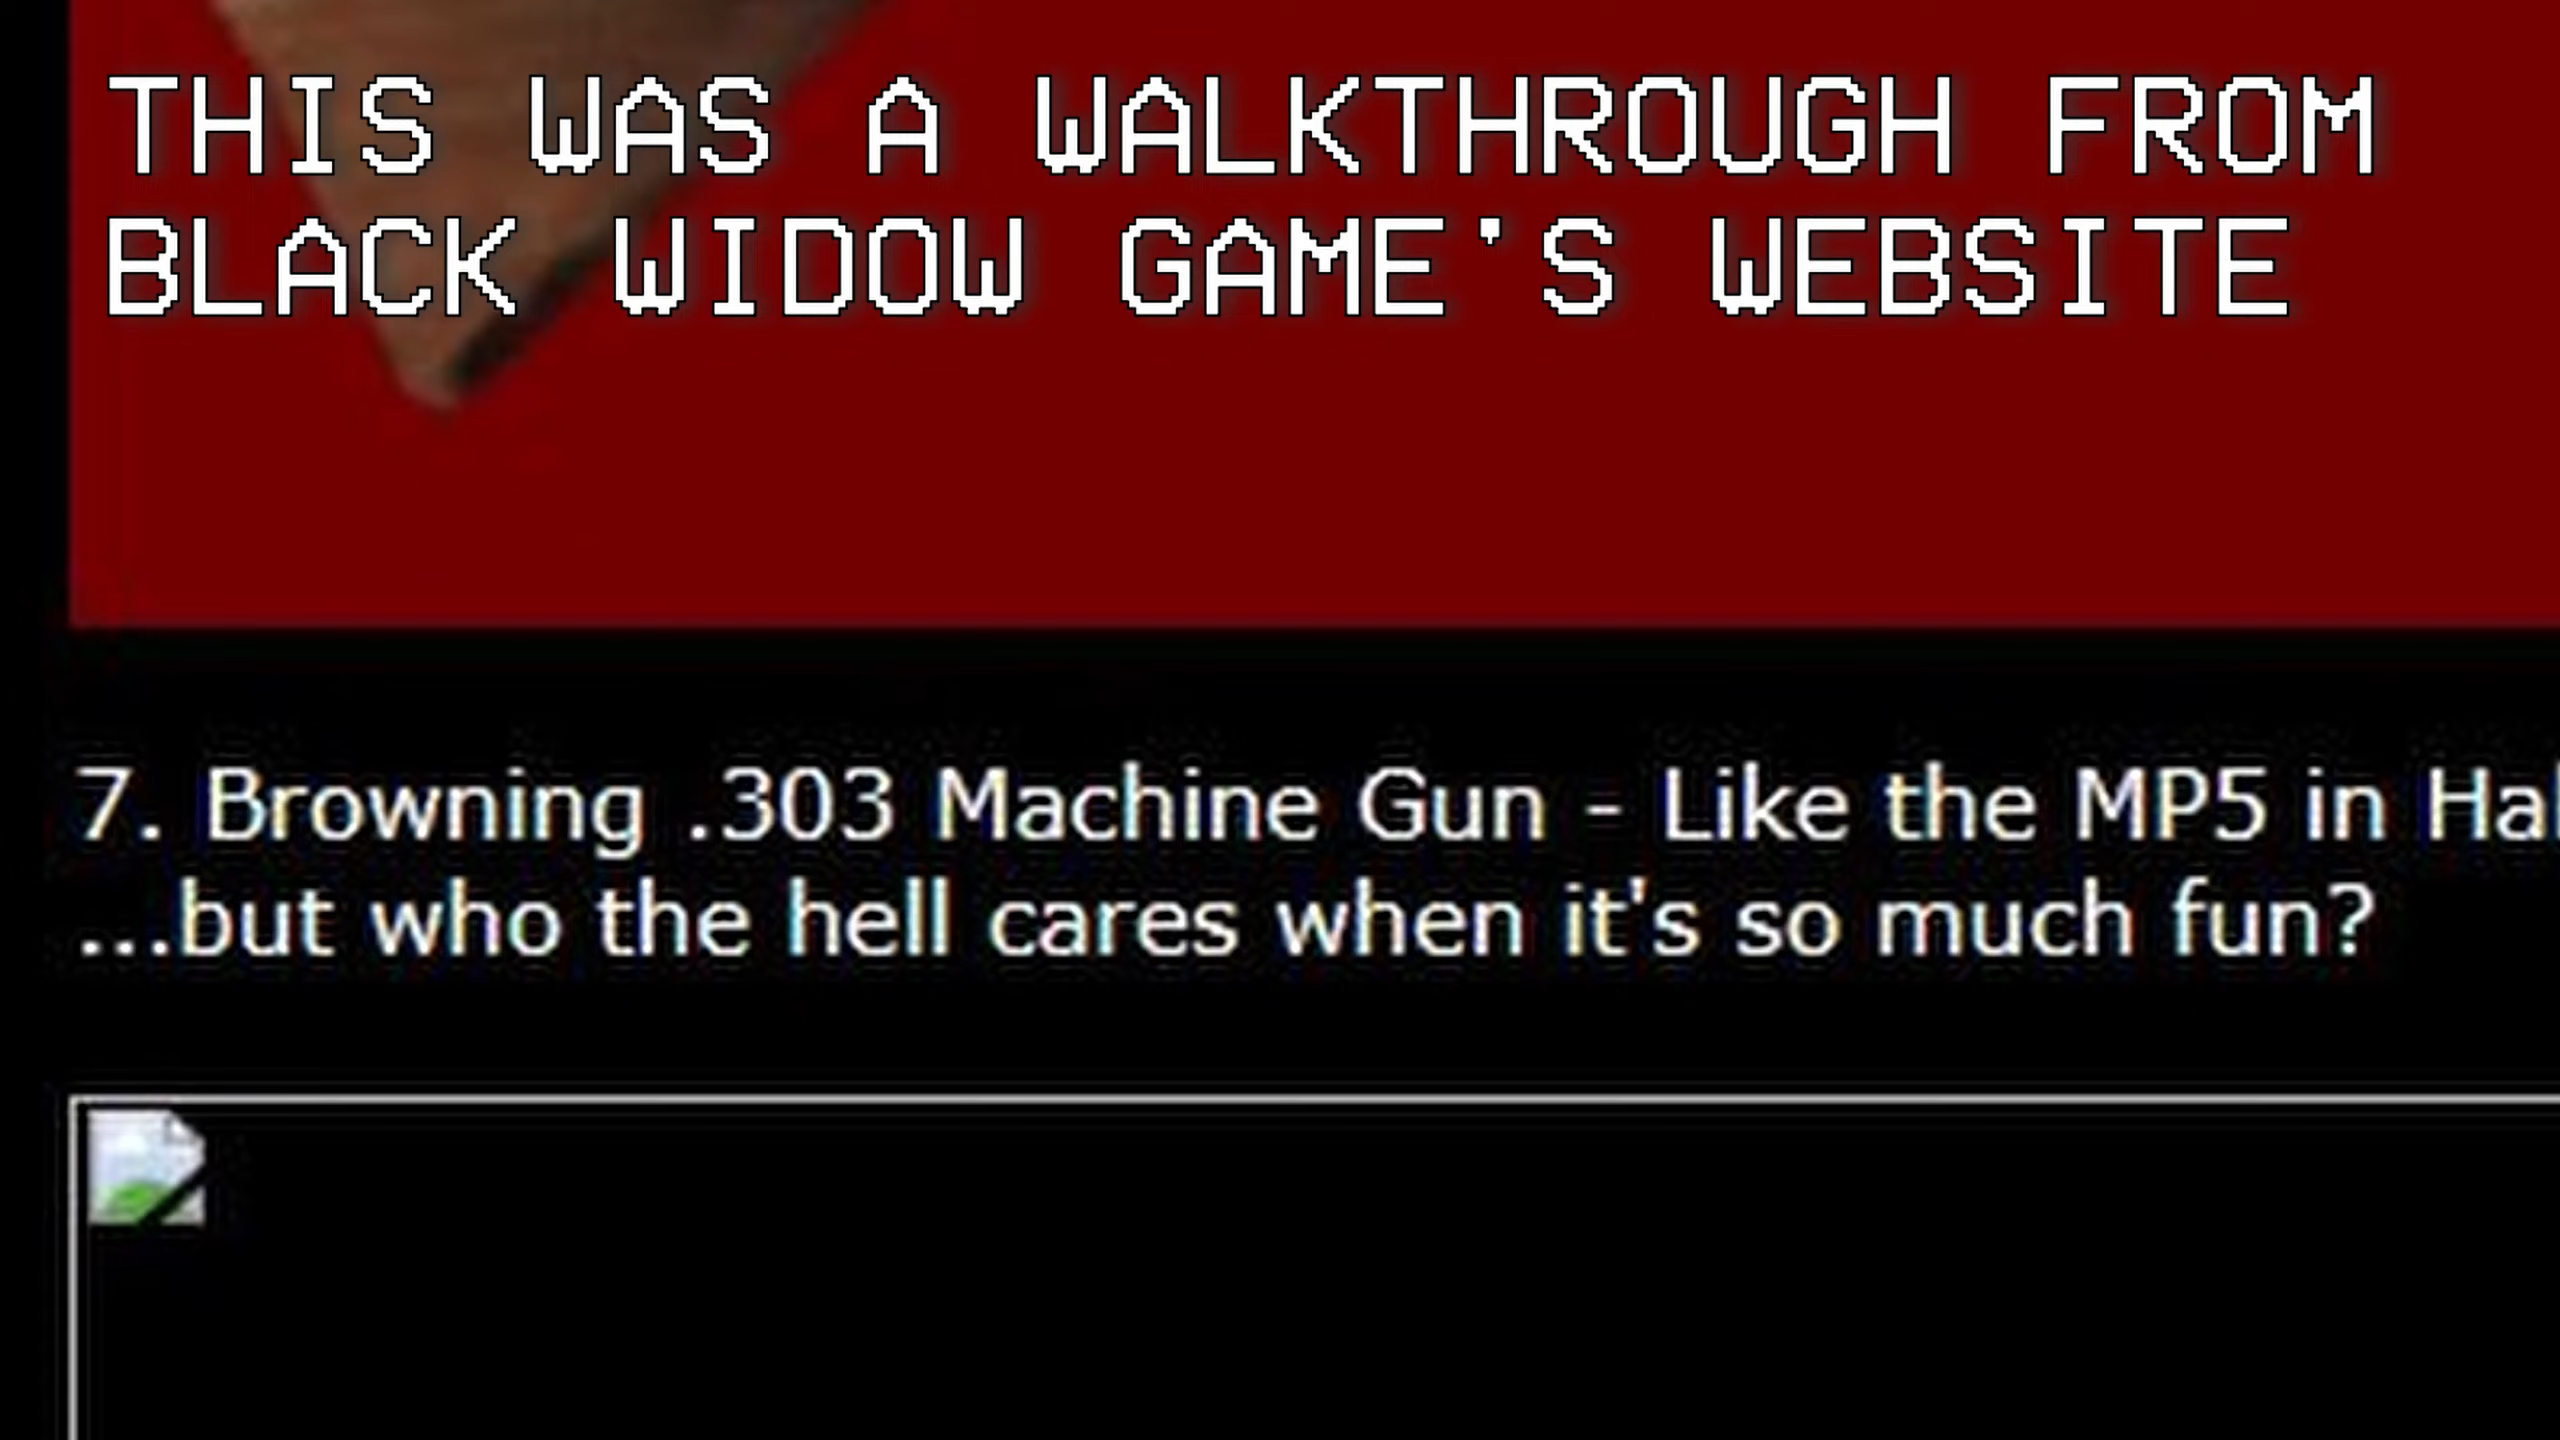 THIS WAS A WALKTHROUGH FROM
BLACK WIDOW GAME'S WEBSITE
7. Browning .303 Machine Gun - Like the MP5 in
...but who the hell cares when it's so much fun?